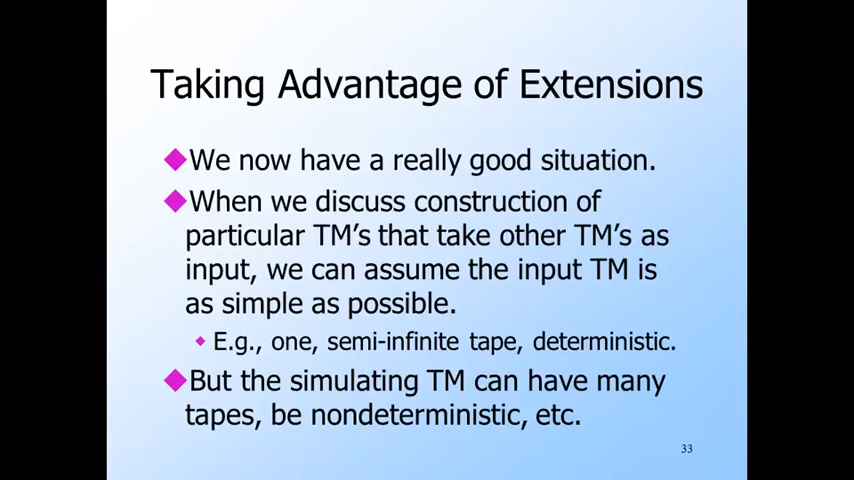 Taking Advantage of Extensions
We now have a really good situation.
When we discuss construction of
particular TM's that take other TM's as
input, we can assume the input TM is
as simple as possible.
E.g., one, semi-infinite tape, deterministic.
But the simulating TM can have many
tapes, be nondeterministic, etc.
33